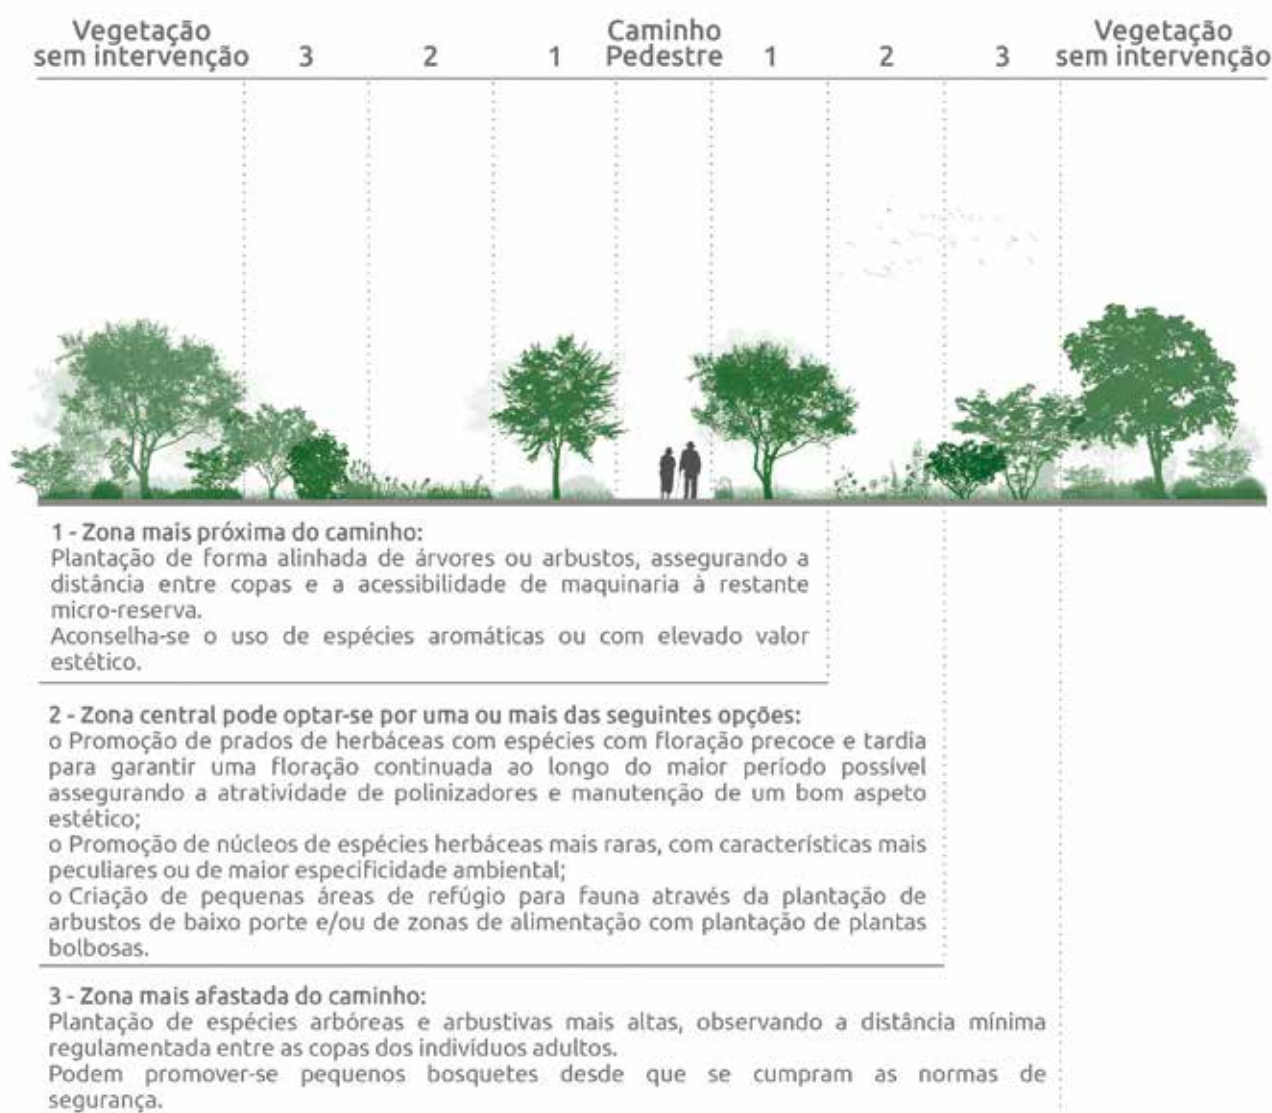 Vegetação
sem intervenção
3
2
1
Caminho
Pedestre
1
2
3
Vegetação
sem intervenção
1 - Zona mais próxima do caminho:
Plantação de forma alinhada de árvores ou arbustos, assegurando a
distância entre copas e a acessibilidade de maquinaria à restante
micro-reserva.
Aconselha-se o uso de espécies aromáticas ou com elevado valor
estético.
2 - Zona central pode optar-se por uma ou mais das seguintes opções:
o Promoção de prados de herbáceas com espécies com floração precoce e tardia
para garantir uma floração continuada ao longo do maior período possível
assegurando a atratividade de polinizadores e manutenção de um bom aspeto
estético;
o Promoção de núcleos de espécies herbáceas mais raras, com características mais
peculiares ou de maior especificidade ambiental;
o Criação de pequenas áreas de refúgio para fauna através da plantação de
arbustos de baixo porte e/ou de zonas de alimentação com plantação de plantas
bolbosas.
3 - Zona mais afastada do caminho:
Plantação de espécies arbóreas e arbustivas mais altas, observando a distância mínima
regulamentada entre as copas dos indivíduos adultos.
Podem promover-se pequenos bosquetes desde que se cumpram as normas de
segurança.